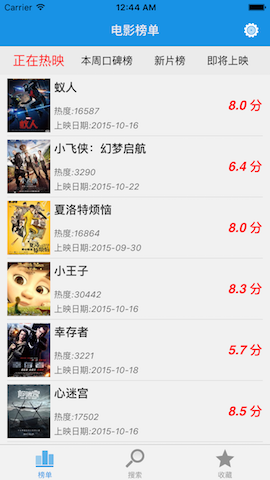 Carrier 12:44 AM
电影榜单
正在热映 本周口碑榜 新片榜 即将上映
蚁人
热度:16587
上映日期:2015-10-16
8.0 分
小飞侠：幻梦启航
热度:3290
上映日期:2015-10-22
6.4 分
夏洛特烦恼
热度:16864
上映日期:2015-09-30
8.0 分
小王子
热度:30442
上映日期:2015-10-16
8.3 分
幸存者
热度:3221
上映日期:2015-10-18
5.7 分
心迷宫
热度:17502
上映日期:2015-10-16
8.5 分
榜单 搜索 收藏